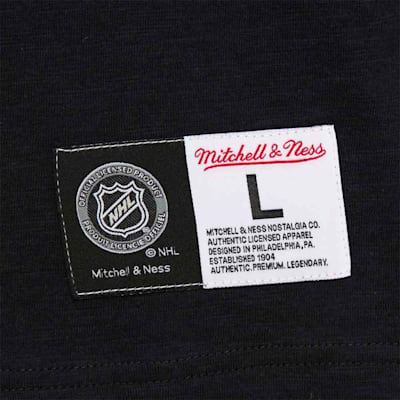 OFFICIAL LICENSED PRODUCT
NHL
PRODUIT LICENCIÉ OFFICIEL
© NHL
Mitchell & Ness
Mitchell & Ness
L
MITCHELL & NESS NOSTALGIA CO.
AUTHENTIC LICENSED APPAREL
DESIGNED IN PHILADELPHIA, PA.
ESTABLISHED 1904
AUTHENTIC. PREMIUM. LEGENDARY.